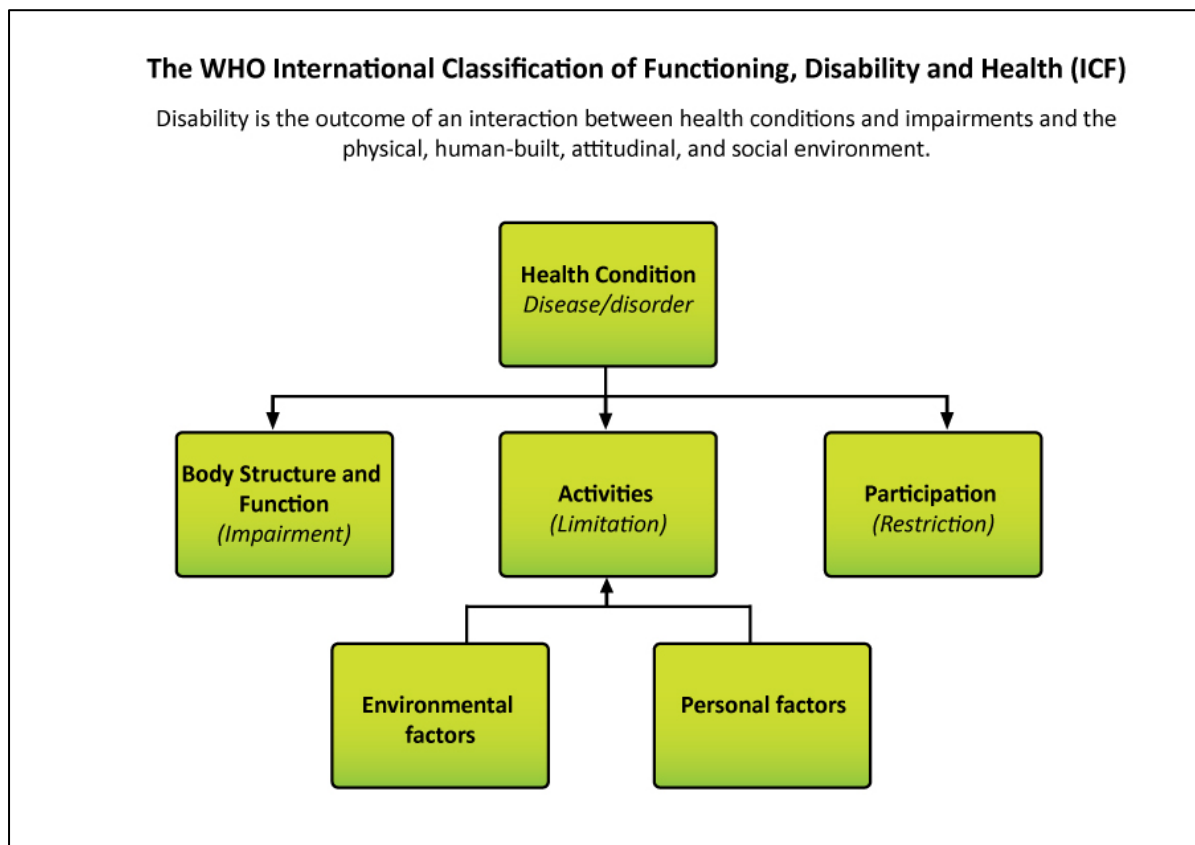 The WHO International Classification of Functioning, Disability and Health (ICF)
Disability is the outcome of an interaction between health conditions and impairments and the
physical, human-built, attitudinal, and social environment.
Health Condition
Disease/disorder
Body Structure and
Function
(Impairment)
Activities
(Limitation)
Participation
(Restriction)
Environmental
factors
Personal factors